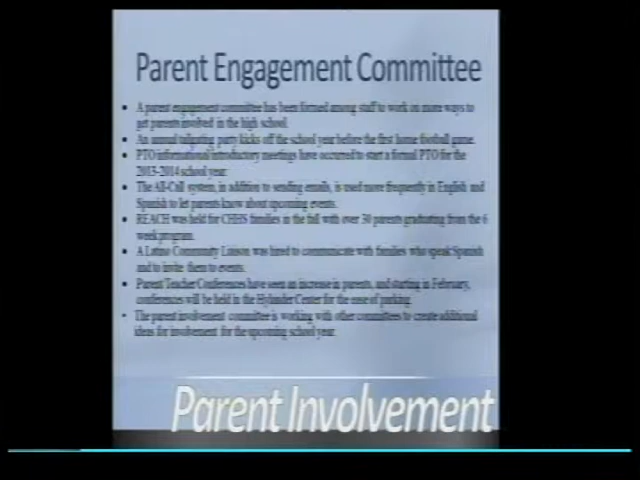 Parent Engagement Committee
• A parent engagement committee has been formed among staff to work on more ways to
get parents involved in the high school.
• An annual tailgating party kicks off the school year before the first home football game.
• PTO informational/introductory meetings have occurred to start a formal PTO for the
2013-2014 school year.
• The All-Call system, in addition to sending emails, is used more frequently in English and
Spanish to let parents know about upcoming events.
• REACH was held for CHHS families in the fall with over 30 parents graduating from the 6
week program.
• A Latino Community Liaison was hired to communicate with families who speak Spanish
and to invite them to events.
• Parent Teacher Conferences have seen an increase in parents, and starting in February,
conferences will be held in the Hylander Center for the ease of parking.
• The parent involvement committee is working with other committees to create additional
ideas for involvement for the upcoming school year.
Parent Involvement